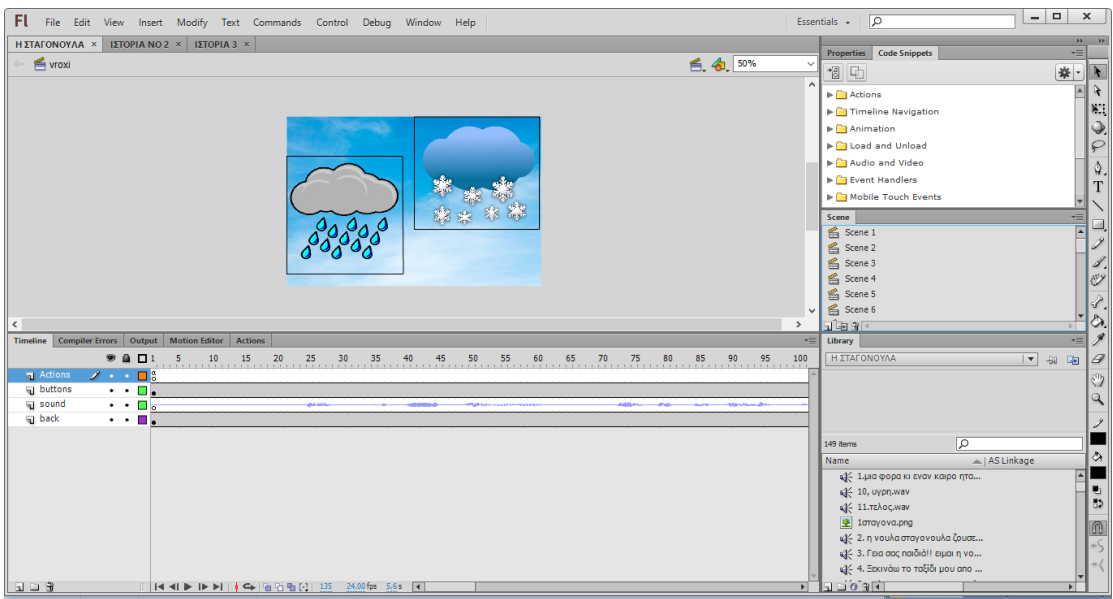 Fl File Edit View Insert Modify Text Commands Control Debug Window Help Essentials
Η ΣΤΑΓΟΝΟΥΛΑ × ΙΣΤΟΡΙΑ ΝΟ 2 × ΙΣΤΟΡΙΑ 3 ×
vroxi 50%
Properties Code Snippets
Actions
Timeline Navigation
Animation
Load and Unload
Audio and Video
Event Handlers
Mobile Touch Events
Scene
Scene 1
Scene 2
Scene 3
Scene 4
Scene 5
Scene 6
Timeline Compiler Errors Output Motion Editor Actions
1 5 10 15 20 25 30 35 40 45 50 55 60 65 70 75 80 85 90 95 100
Actions
buttons
sound
back
135 24.00 fps 5.6 s
Library
Η ΣΤΑΓΟΝΟΥΛΑ
149 items
Name AS Linkage
1.μια φορα κι εναν καιρο ητα...
10, υγρη.wav
11.τελος.wav
1σταγονα.png
2. η νουλα σταγονουλα ζουσε...
3. Γεια σας παιδιά!! ειμαι η νο...
4. Ξεκινάω το ταξίδι μου απο ...